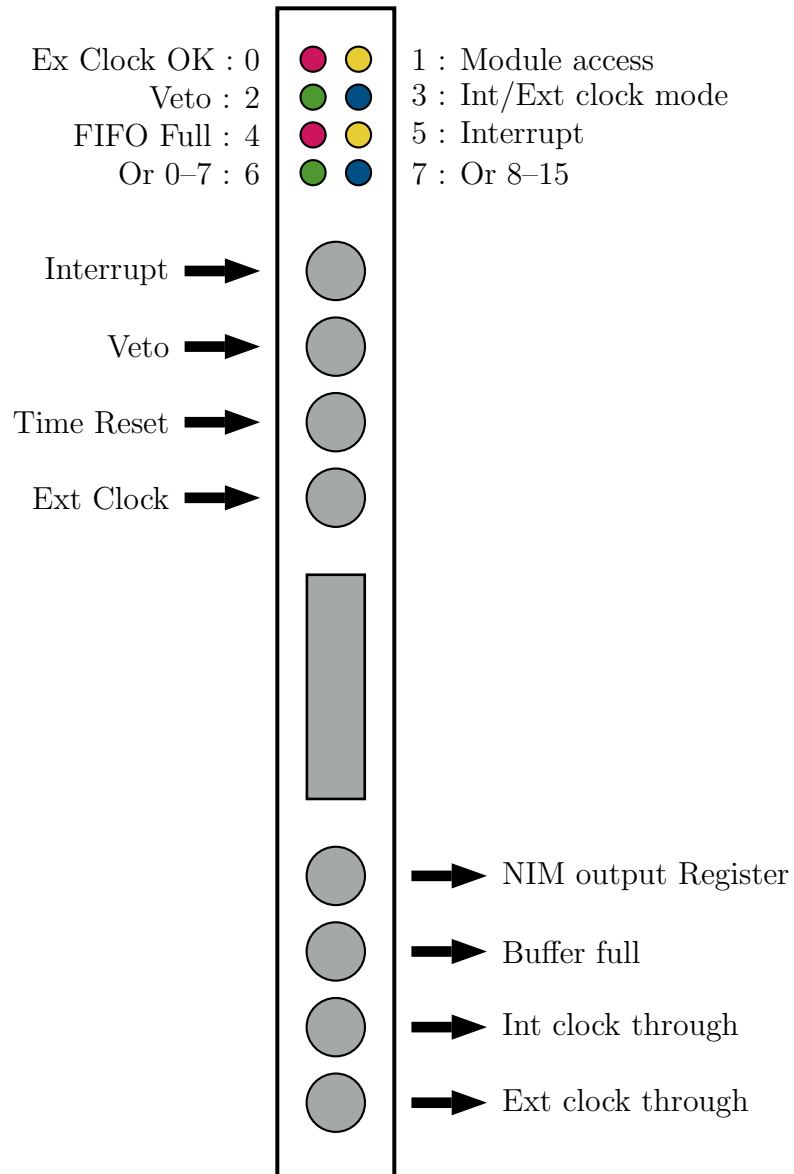 Ex Clock OK : 0
1 : Module access
Veto : 2
3 : Int/Ext clock mode
FIFO Full : 4
5 : Interrupt
Or 0–7 : 6
7 : Or 8–15
Interrupt
Veto
Time Reset
Ext Clock
NIM output Register
Buffer full
Int clock through
Ext clock through